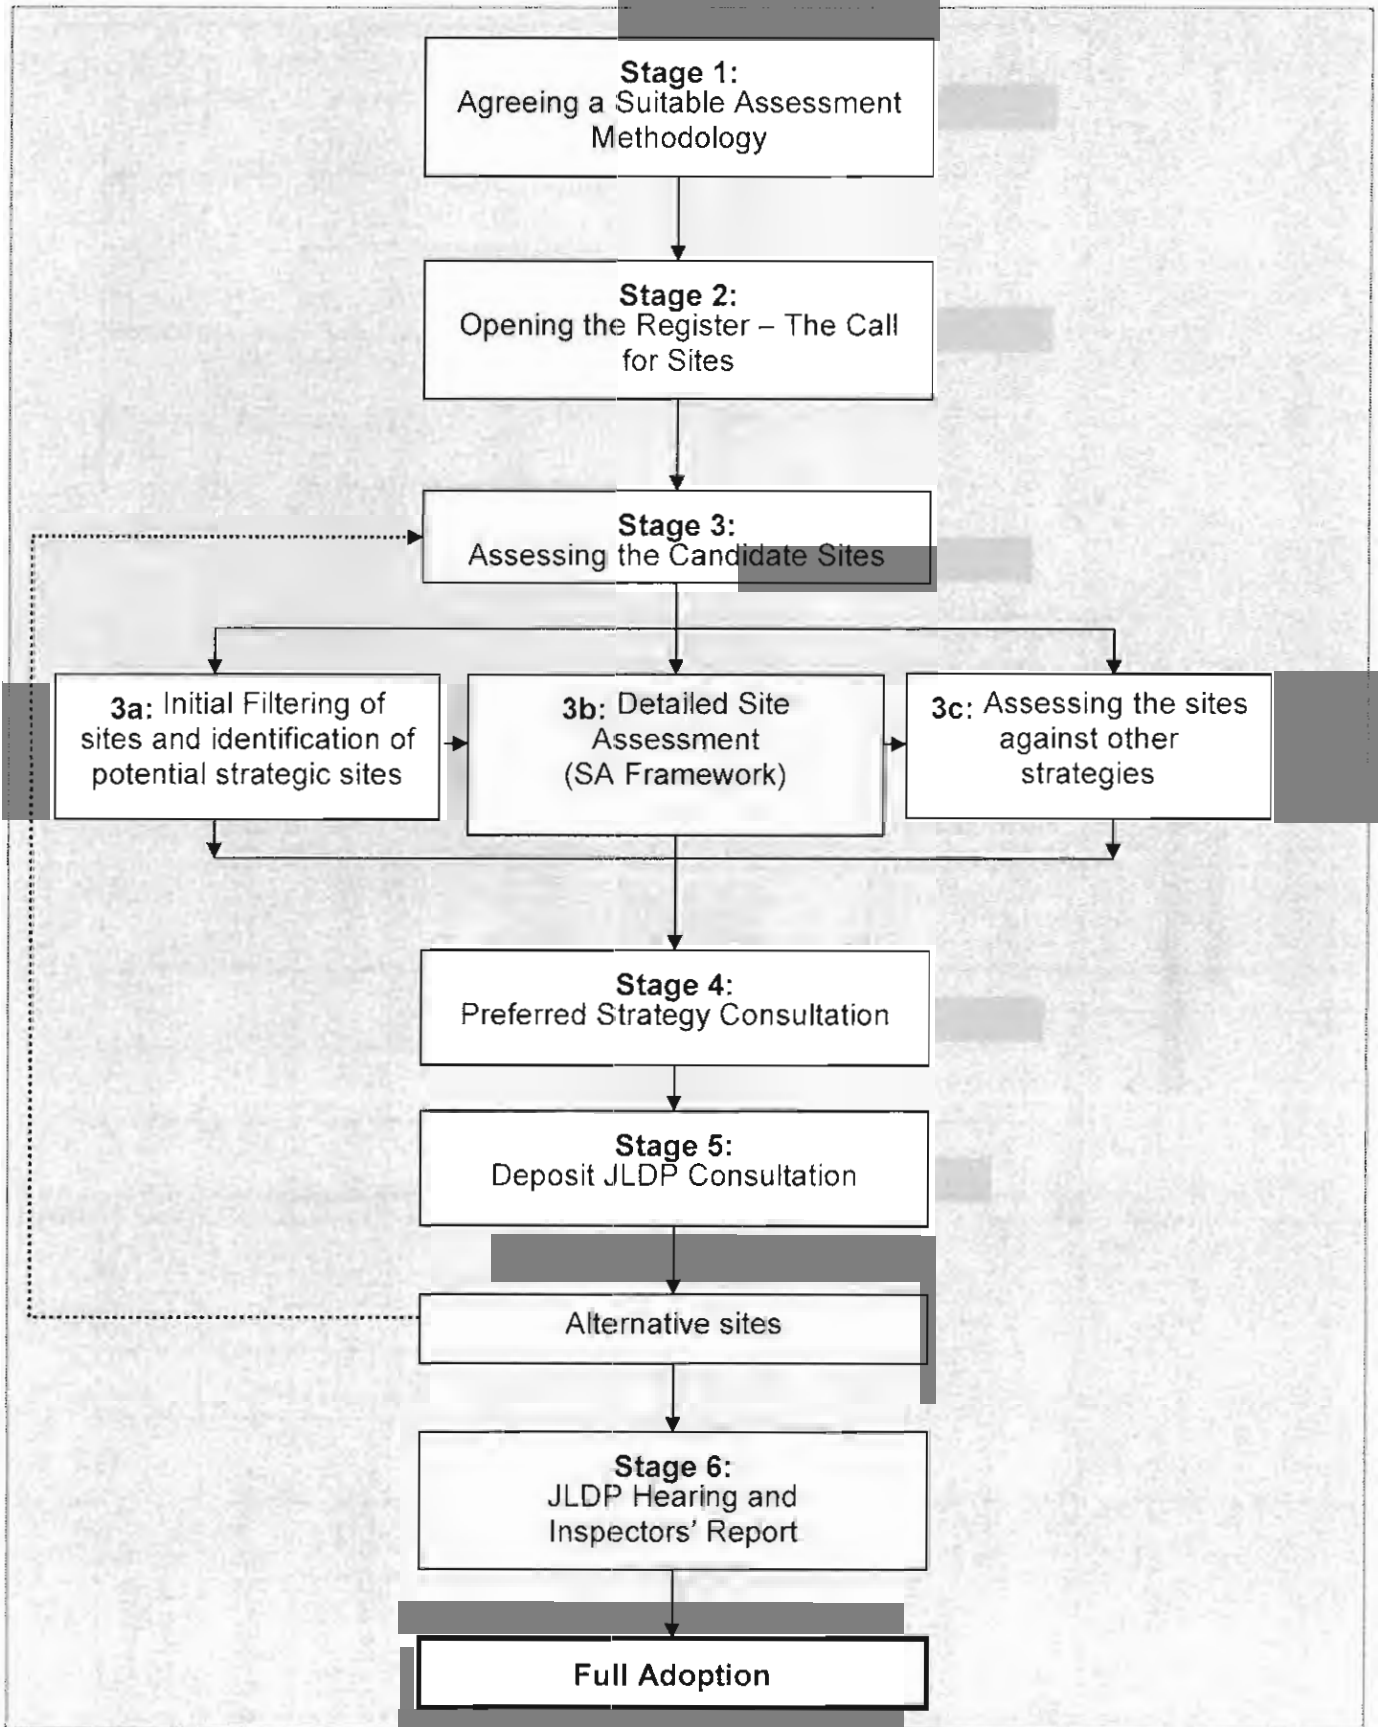 Stage 1:
Agreeing a Suitable Assessment
Methodology
Stage 2:
Opening the Register – The Call
for Sites
Stage 3:
Assessing the Candidate Sites
3a: Initial Filtering of
sites and identification of
potential strategic sites
3b: Detailed Site
Assessment
(SA Framework)
3c: Assessing the sites
against other
strategies
Stage 4:
Preferred Strategy Consultation
Stage 5:
Deposit JLDP Consultation
Alternative sites
Stage 6:
JLDP Hearing and
Inspectors’ Report
Full Adoption